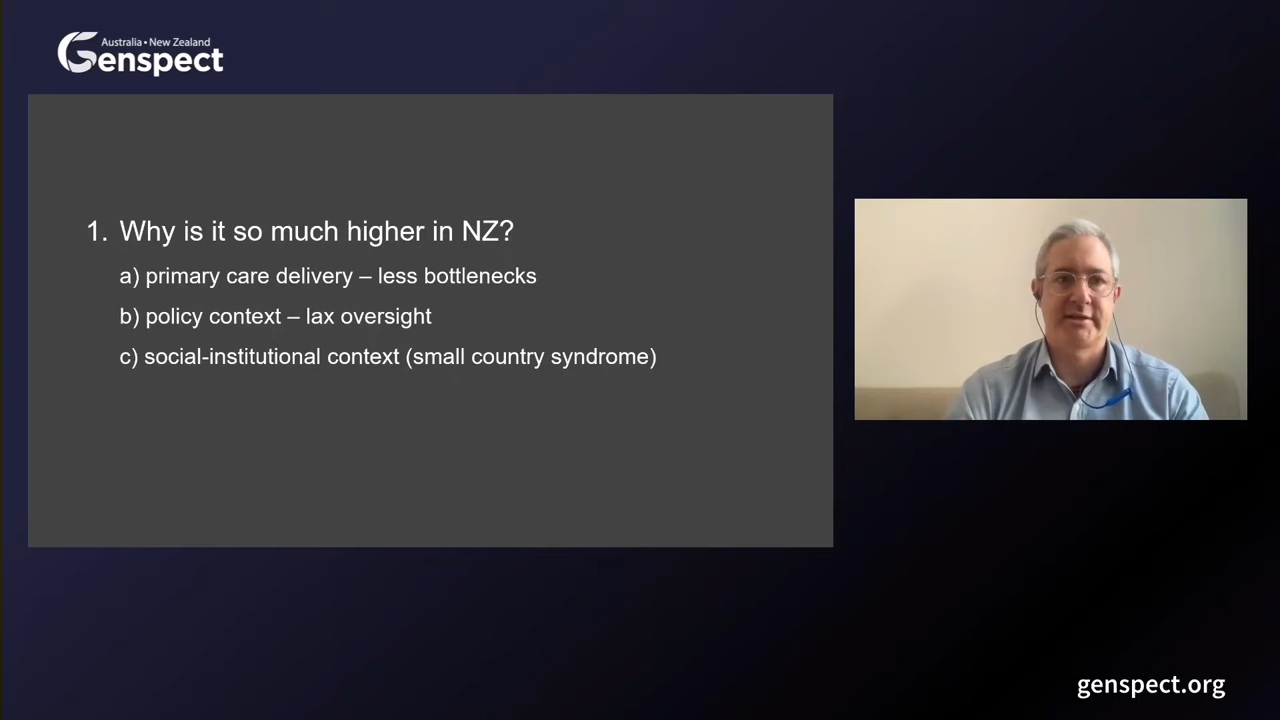 Australia • New Zealand
Genspect
1. Why is it so much higher in NZ?
a) primary care delivery – less bottlenecks
b) policy context – lax oversight
c) social-institutional context (small country syndrome)
genspect.org